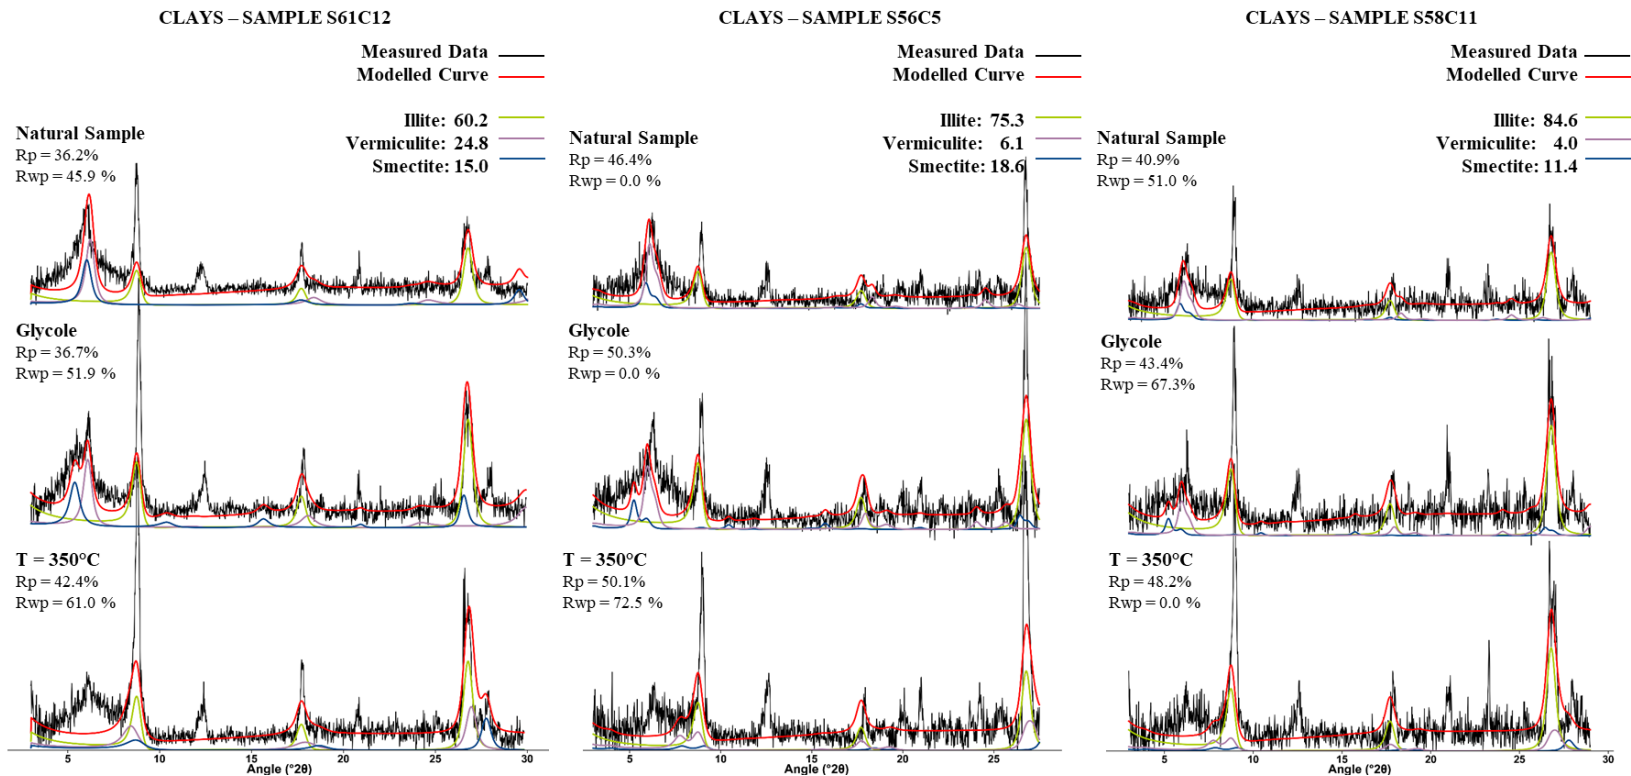 CLAYS – SAMPLE S61C12
Measured Data
Modelled Curve
Illite: 60.2
Vermiculite: 24.8
Smectite: 15.0
Natural Sample
Rp = 36.2%
Rwp = 45.9 %
Glycole
Rp = 36.7%
Rwp = 51.9 %
T = 350°C
Rp = 42.4%
Rwp = 61.0 %
5 10 20 30
Angle (°2θ)
CLAYS – SAMPLE S56C5
Measured Data
Modelled Curve
Illite: 75.3
Vermiculite: 6.1
Smectite: 18.6
Natural Sample
Rp = 46.4%
Rwp = 0.0 %
Glycole
Rp = 50.3%
Rwp = 0.0 %
T = 350°C
Rp = 50.1%
Rwp = 72.5 %
5 10 20 25
Angle (°2θ)
CLAYS – SAMPLE S58C11
Measured Data
Modelled Curve
Illite: 84.6
Vermiculite: 4.0
Smectite: 11.4
Natural Sample
Rp = 40.9%
Rwp = 51.0 %
Glycole
Rp = 43.4%
Rwp = 67.3%
T = 350°C
Rp = 48.2%
Rwp = 0.0 %
5 10 20 25 30
Angle (°2θ)